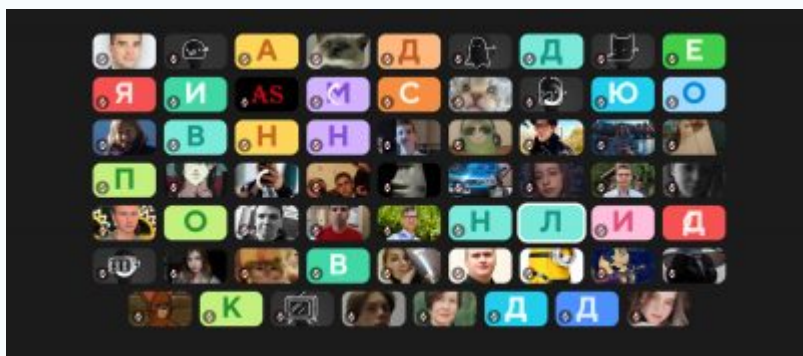 А Д Д Е
Я И AS М С Ю О
В Н Н
П
О Н Л И Д
В
К Д Д